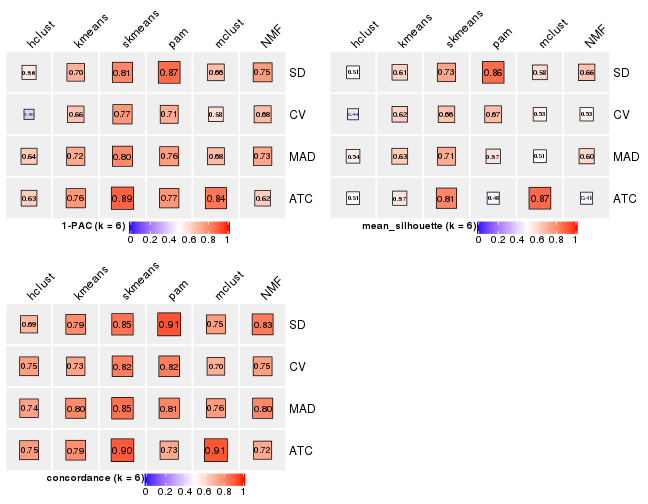 hclust kmeans skmeans pam mclust NMF
0.56 0.70 0.81 0.87 0.66 0.75 SD
0.66 0.77 0.71 0.58 0.68 CV
0.64 0.72 0.80 0.76 0.68 0.73 MAD
0.63 0.76 0.89 0.77 0.84 0.62 ATC
1-PAC (k = 6)
0 0.2 0.4 0.6 0.8 1
hclust kmeans skmeans pam mclust NMF
0.51 0.61 0.73 0.86 0.58 0.66 SD
0.44 0.62 0.66 0.67 0.53 0.53 CV
0.54 0.63 0.71 0.57 0.51 0.60 MAD
0.51 0.57 0.81 0.48 0.87 ATC
mean_silhouette (k = 6)
0 0.2 0.4 0.6 0.8 1
hclust kmeans skmeans pam mclust NMF
0.69 0.79 0.85 0.91 0.75 0.83 SD
0.75 0.73 0.82 0.82 0.70 0.75 CV
0.74 0.80 0.85 0.81 0.76 0.80 MAD
0.75 0.79 0.90 0.73 0.91 0.72 ATC
concordance (k = 6)
0 0.2 0.4 0.6 0.8 1